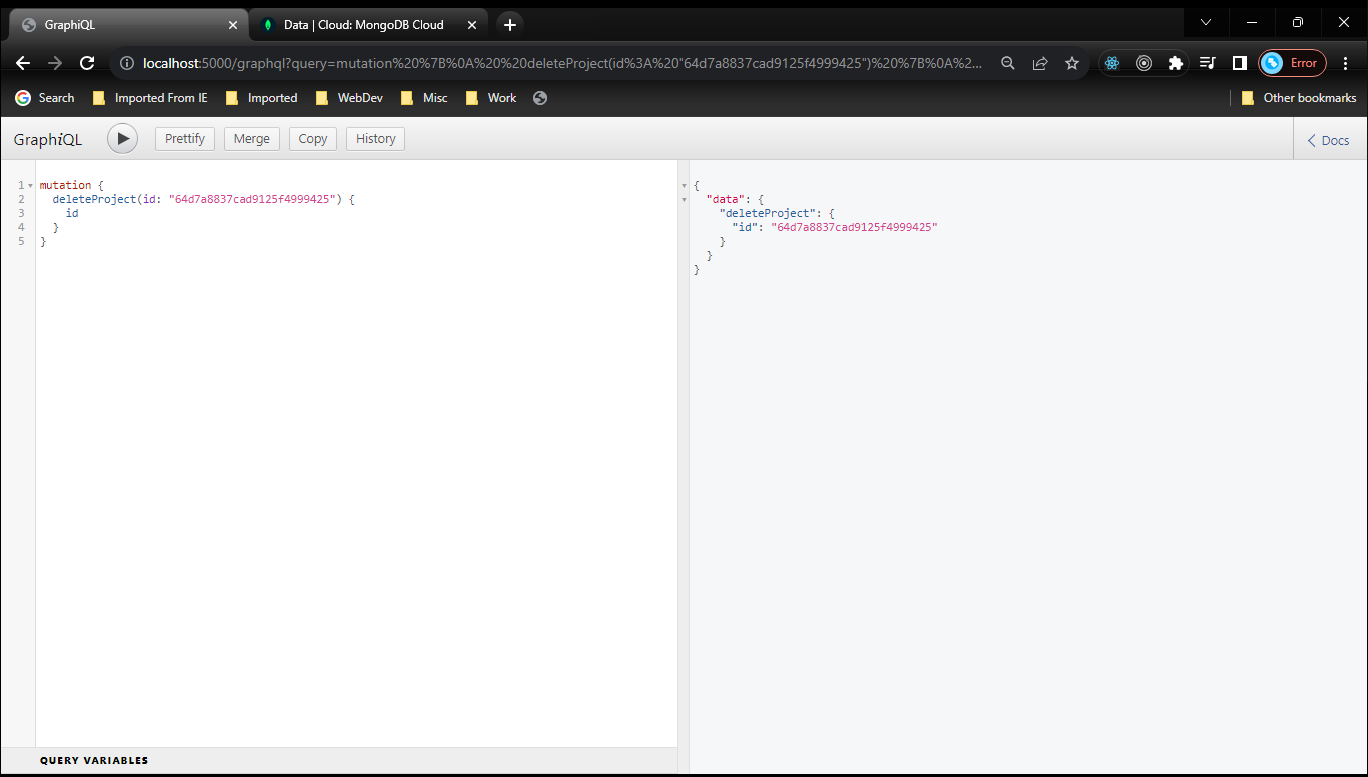 GraphiQL
Data | Cloud: MongoDB Cloud
localhost:5000/graphql?query=mutation%20%7B%0A%20%20deleteProject(id%3A%20"64d7a8837cad9125f4999425")%20%7B%0A%2...
Error
Search Imported From IE Imported WebDev Misc Work Other bookmarks
GraphiQL Prettify Merge Copy History Docs
1 mutation {
2 deleteProject(id: "64d7a8837cad9125f4999425") {
3 id
4 }
5 }
{
"data": {
"deleteProject": {
"id": "64d7a8837cad9125f4999425"
}
}
}
QUERY VARIABLES